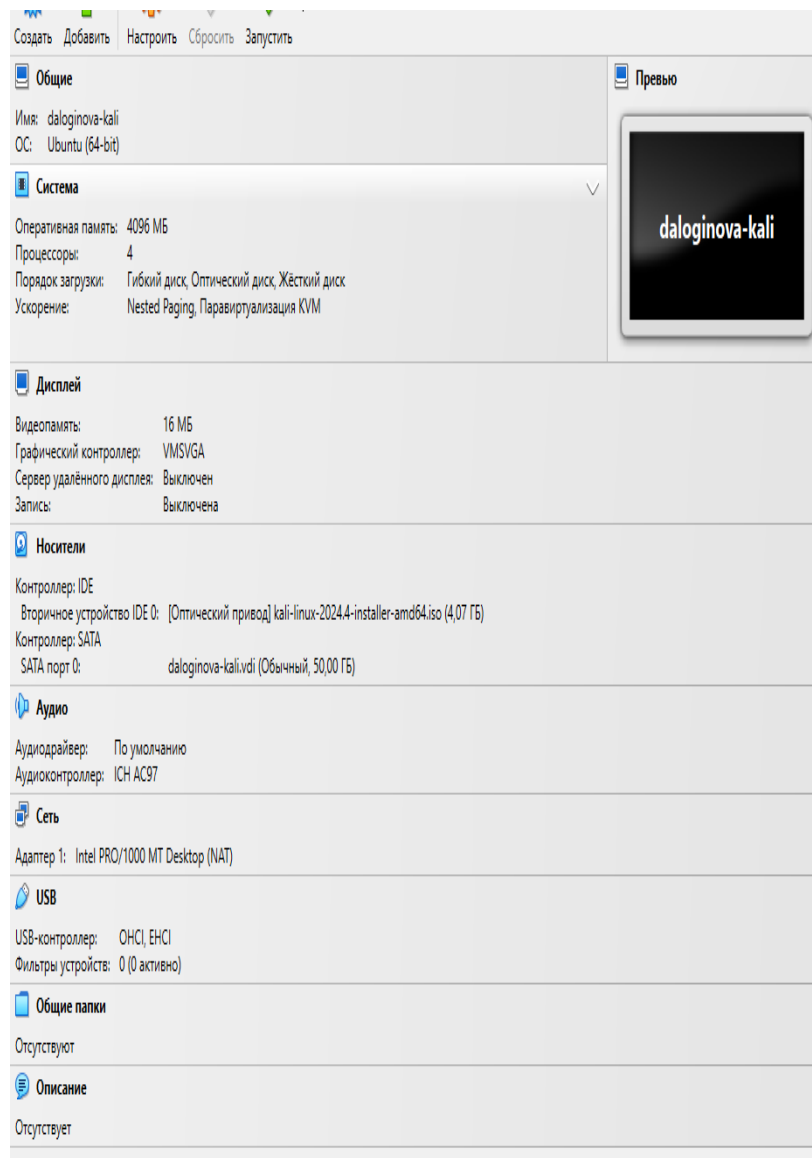 Создать Добавить Настроить Сбросить Запустить
Общие
Имя: daloginova-kali
ОС: Ubuntu (64-bit)
Превью
daloginova-kali
Система
Оперативная память: 4096 МБ
Процессоры: 4
Порядок загрузки: Гибкий диск, Оптический диск, Жёсткий диск
Ускорение: Nested Paging, Паравиртуализация KVM
Дисплей
Видеопамять: 16 МБ
Графический контроллер: VMSVGA
Сервер удалённого дисплея: Выключен
Запись: Выключена
Носители
Контроллер: IDE
Вторичное устройство IDE 0: [Оптический привод] kali-linux-2024.4-installer-amd64.iso (4,07 ГБ)
Контроллер: SATA
SATA порт 0: daloginova-kali.vdi (Обычный, 50,00 ГБ)
Аудио
Аудиодрайвер: По умолчанию
Аудиоконтроллер: ICH AC97
Сеть
Адаптер 1: Intel PRO/1000 MT Desktop (NAT)
USB
USB-контроллер: OHCI, EHCI
Фильтры устройств: 0 (0 активно)
Общие папки
Отсутствуют
Описание
Отсутствует